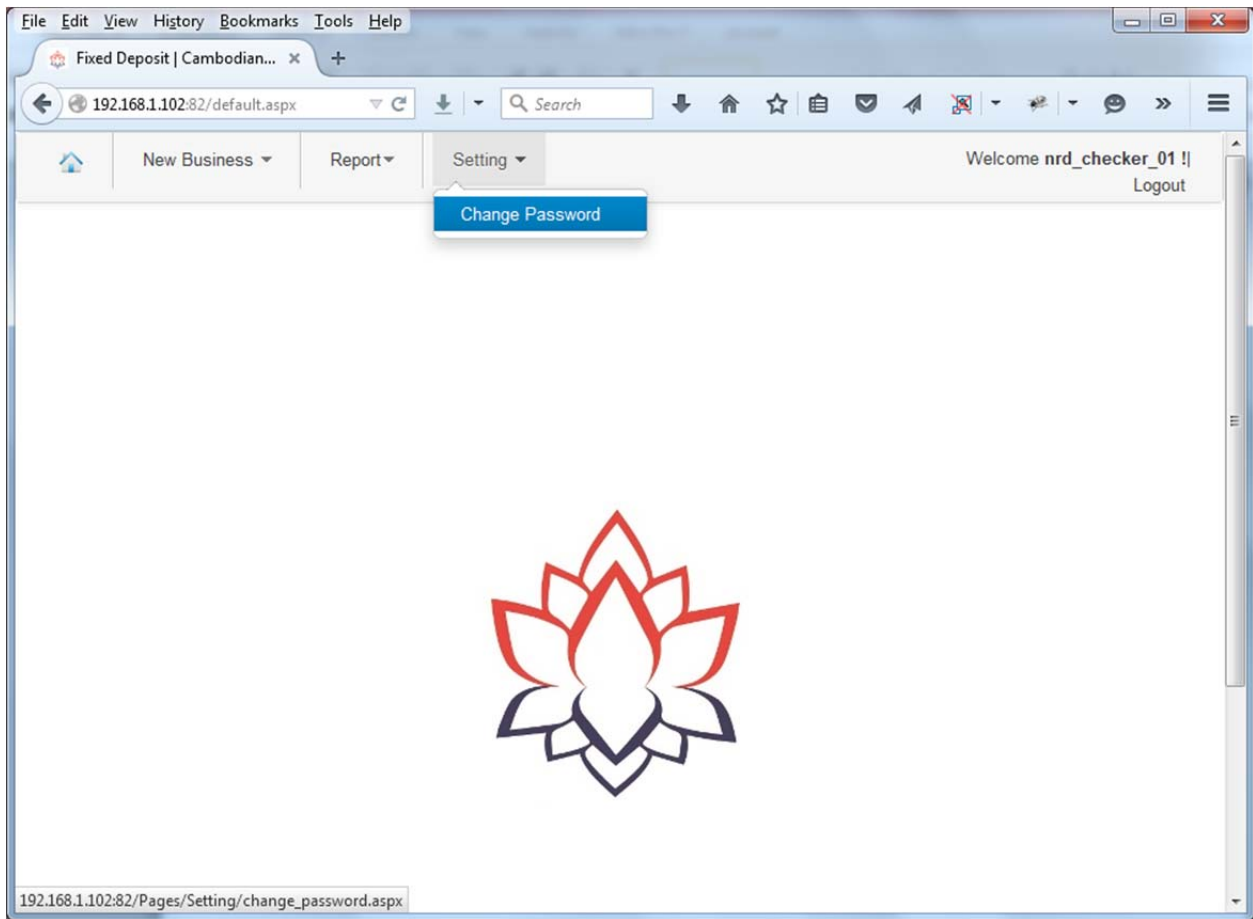 File Edit View History Bookmarks Tools Help
Fixed Deposit | Cambodian...
192.168.1.102:82/default.aspx Search
New Business Report Setting Welcome nrd_checker_01 !|
Logout
Change Password
192.168.1.102:82/Pages/Setting/change_password.aspx